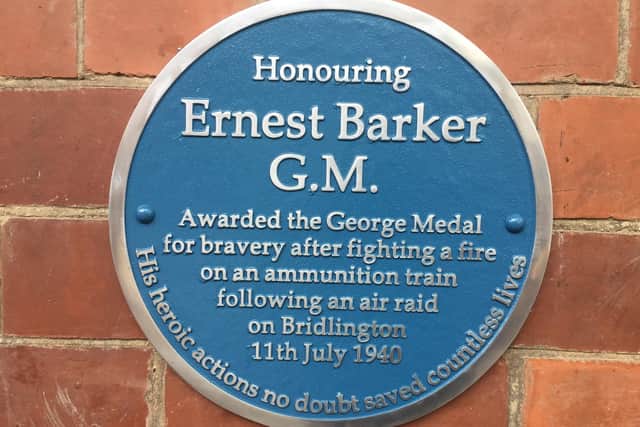 Honouring
Ernest Barker
G.M.
Awarded the George Medal
for bravery after fighting a fire
on an ammunition train
following an air raid
on Bridlington
11th July 1940
His heroic actions no doubt saved countless lives